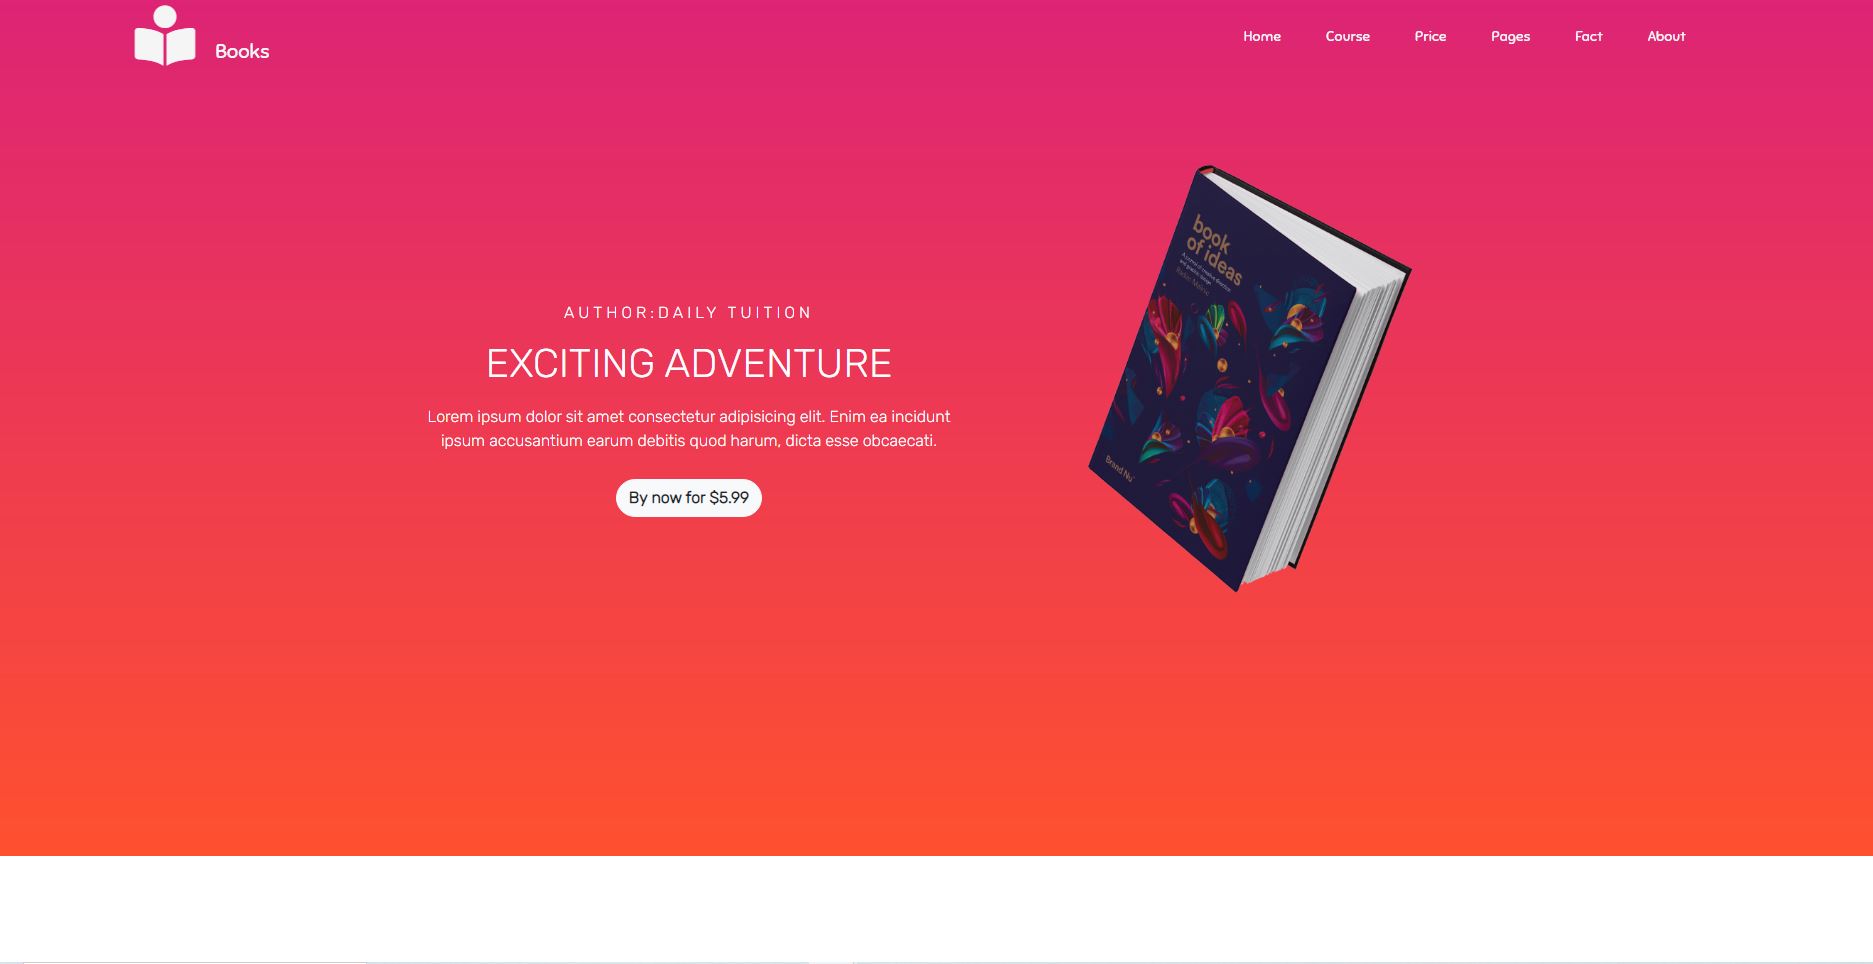 Books
Home
Course
Price
Pages
Fact
About
AUTHOR:DAILY TUITION
EXCITING ADVENTURE
Lorem ipsum dolor sit amet consectetur adipisicing elit. Enim ea incidunt
ipsum accusantium earum debitis quod harum, dicta esse obcaecati.
By now for $5.99
book
of ideas
Brand Nu